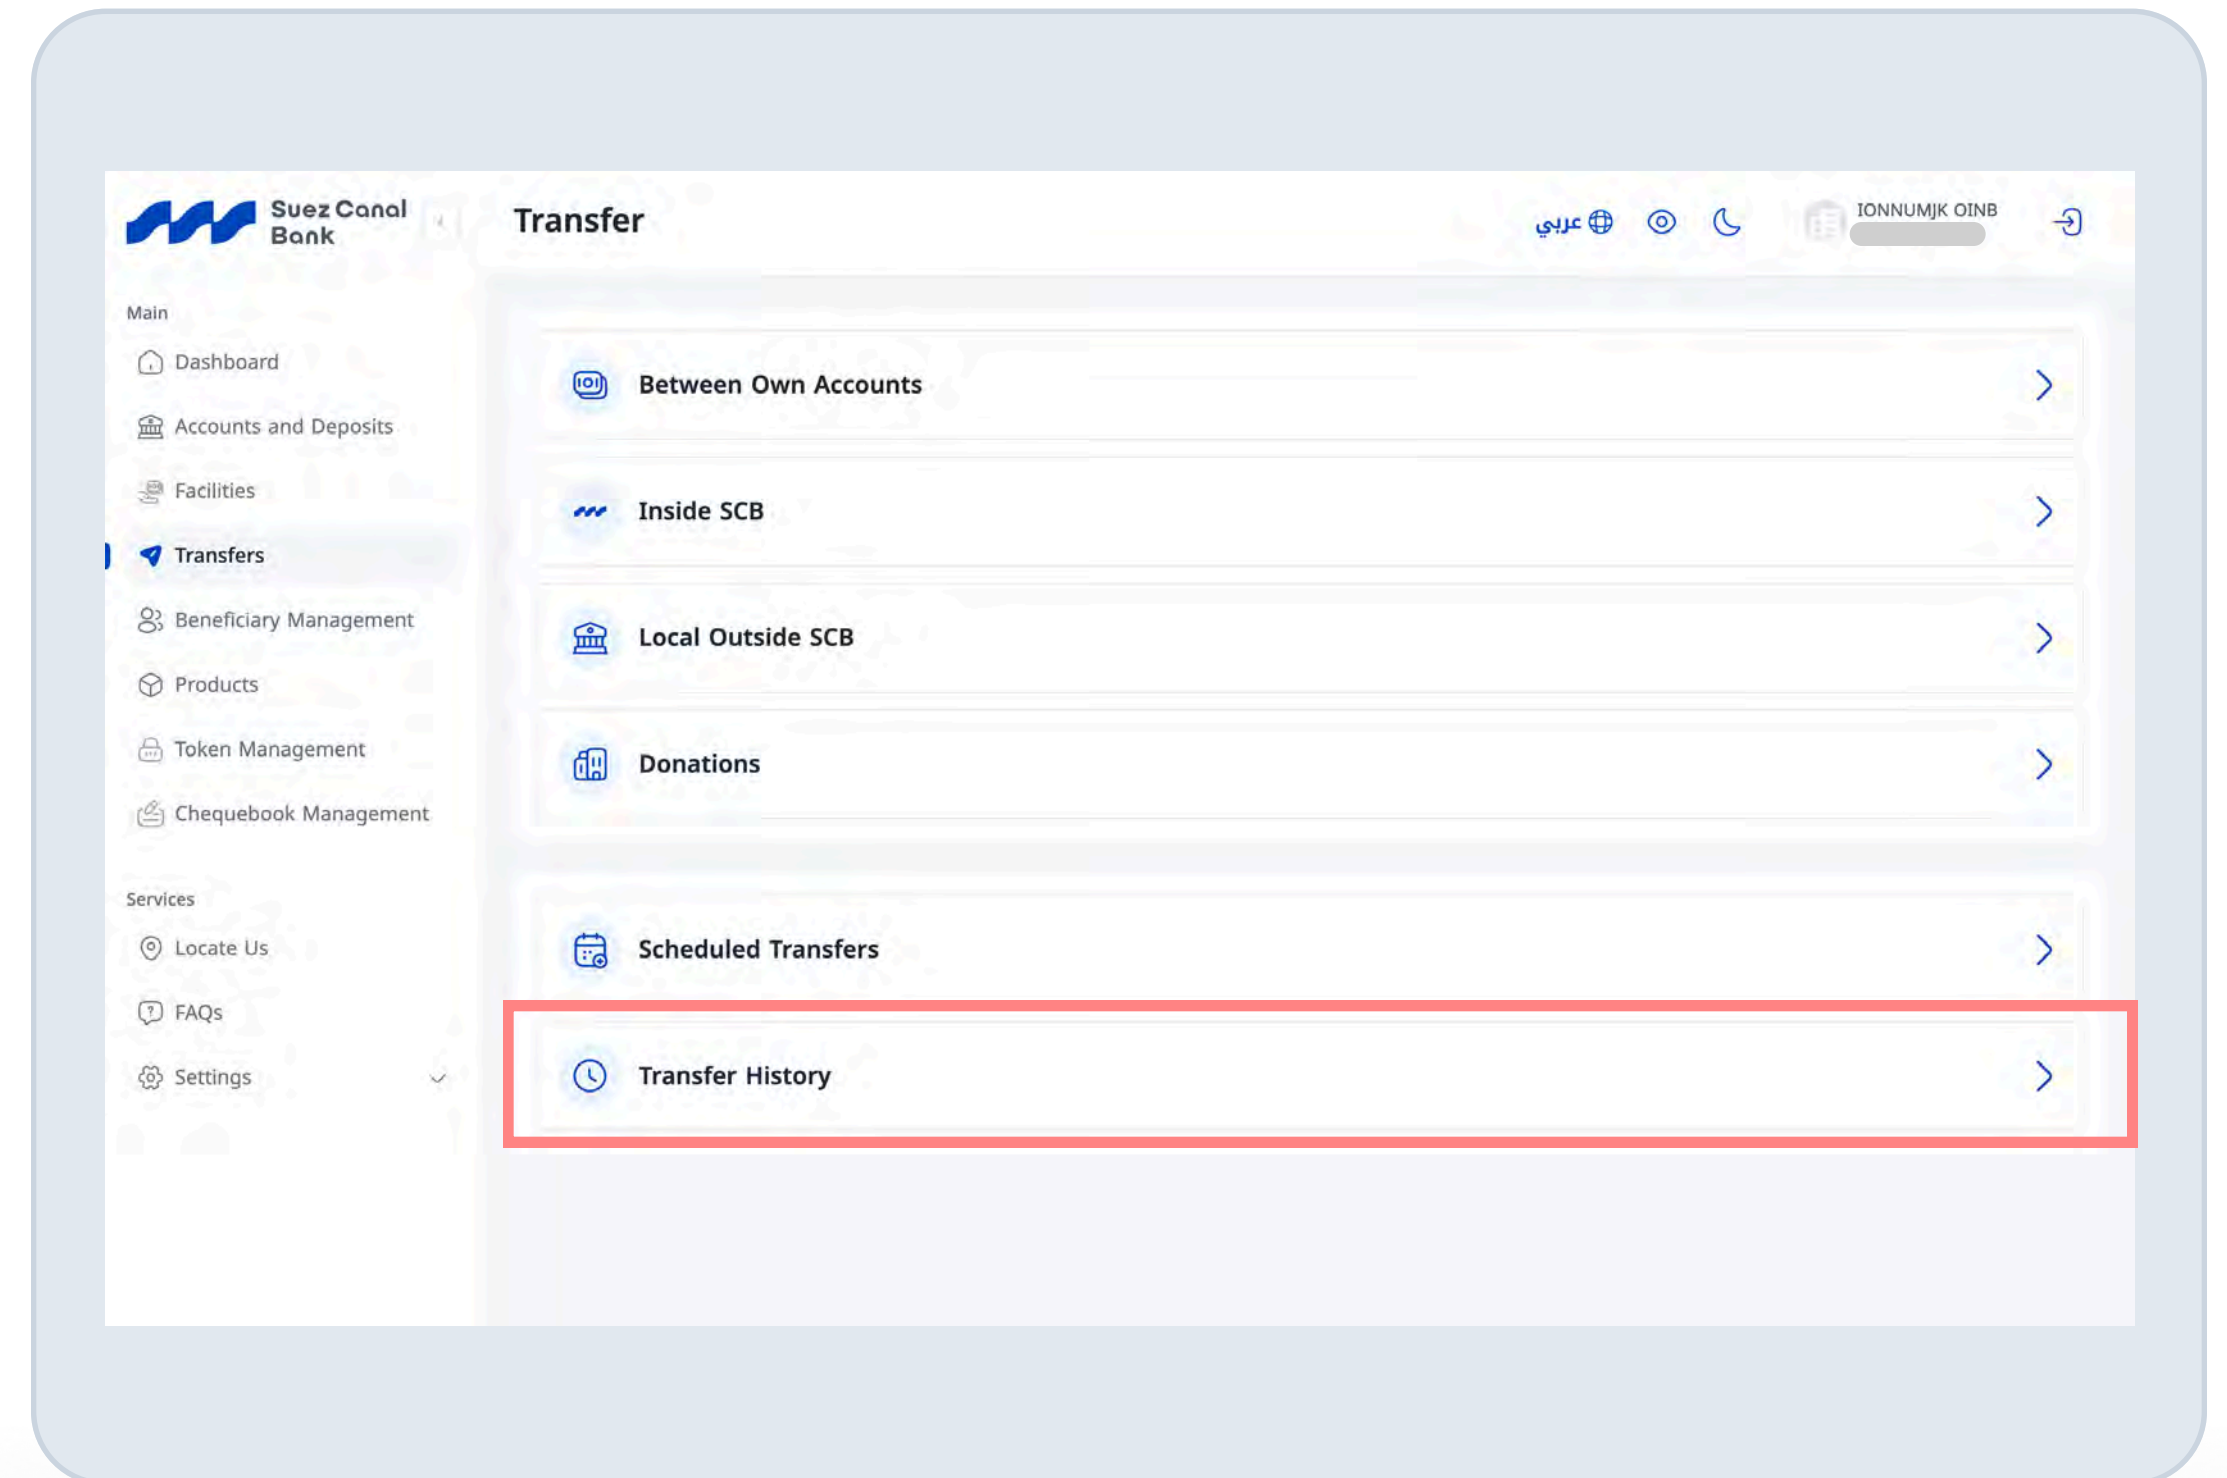 Suez Canal
Bank
Transfer
عربي
IONNUMJK OINB
Main
Dashboard
Accounts and Deposits
Facilities
Transfers
Beneficiary Management
Products
Token Management
Chequebook Management
Services
Locate Us
FAQs
Settings
Between Own Accounts
Inside SCB
Local Outside SCB
Donations
Scheduled Transfers
Transfer History